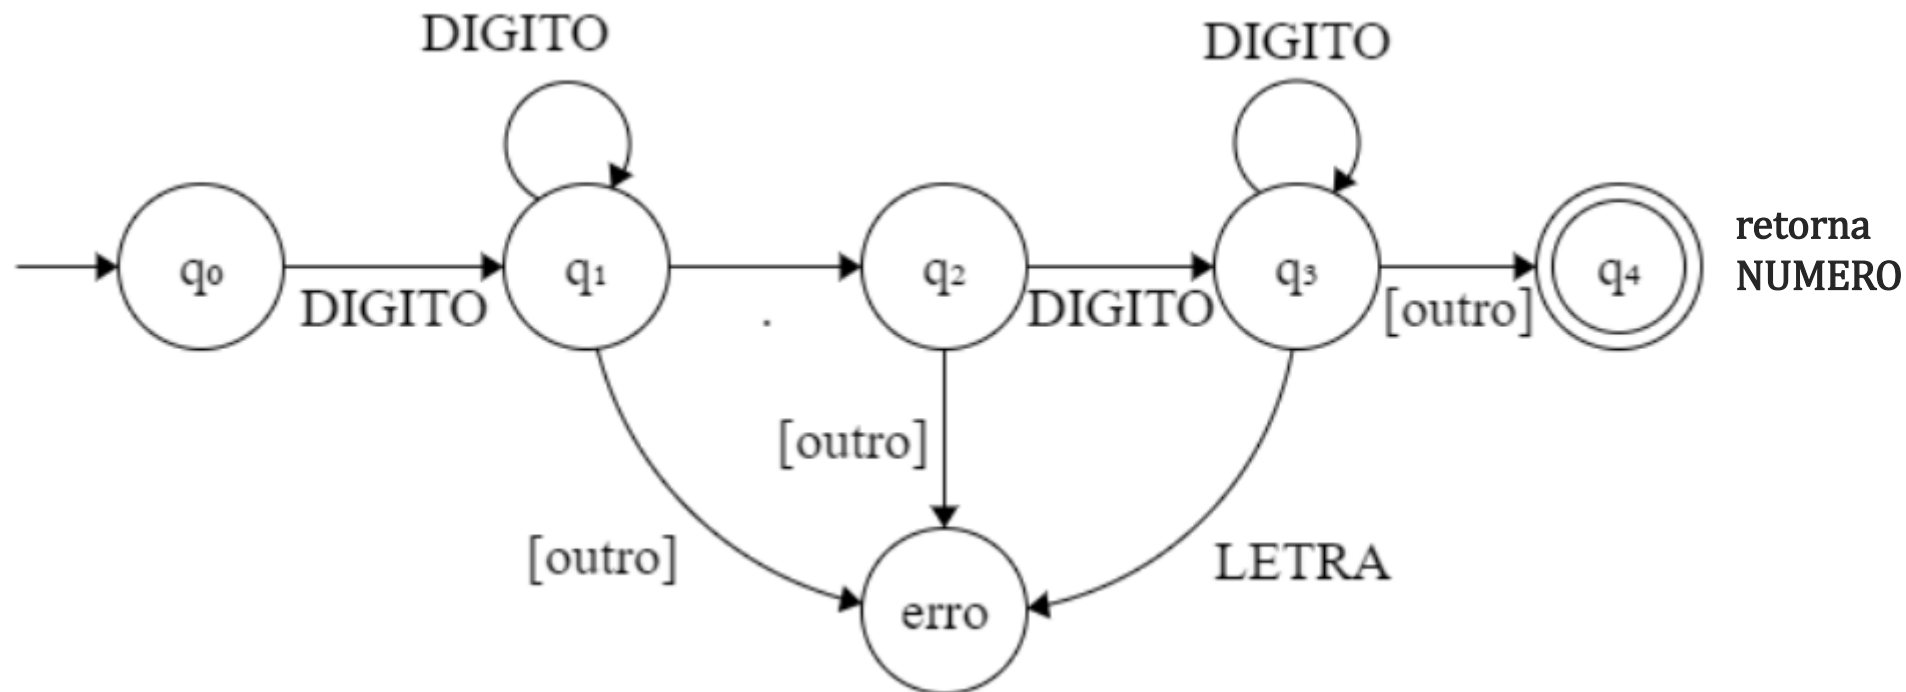 DIGITO
DIGITO
q₀
q₁
q₂
q₃
q₄
retorna
NUMERO
DIGITO
.
DIGITO
[outro]
[outro]
[outro]
LETRA
erro